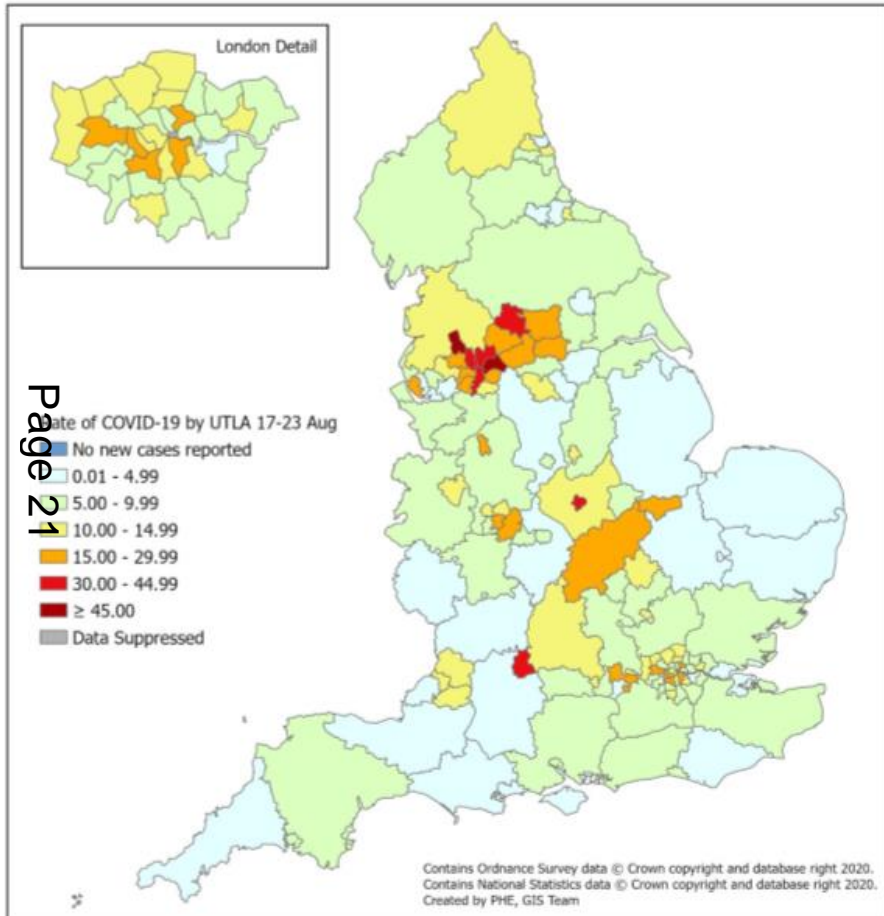 London Detail
Page 21
ate of COVID-19 by UTLA 17-23 Aug
No new cases reported
0.01 - 4.99
5.00 - 9.99
10.00 - 14.99
15.00 - 29.99
30.00 - 44.99
≥ 45.00
Data Suppressed
Contains Ordnance Survey data © Crown copyright and database right 2020.
Contains National Statistics data © Crown copyright and database right 2020.
Created by PHE, GIS Team